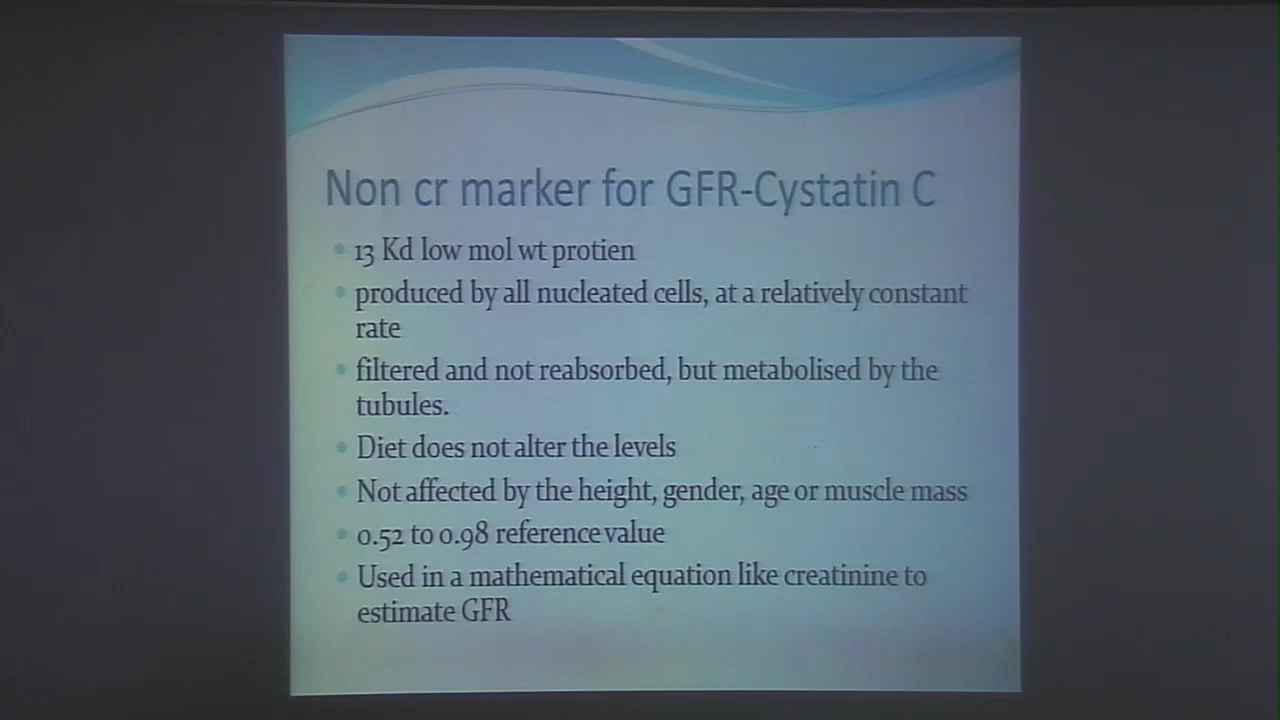 Non cr marker for GFR-Cystatin C
13 Kd low mol wt protien
produced by all nucleated cells, at a relatively constant
rate
filtered and not reabsorbed, but metabolised by the
tubules.
Diet does not alter the levels
Not affected by the height, gender, age or muscle mass
0.52 to 0.98 reference value
Used in a mathematical equation like creatinine to
estimate GFR